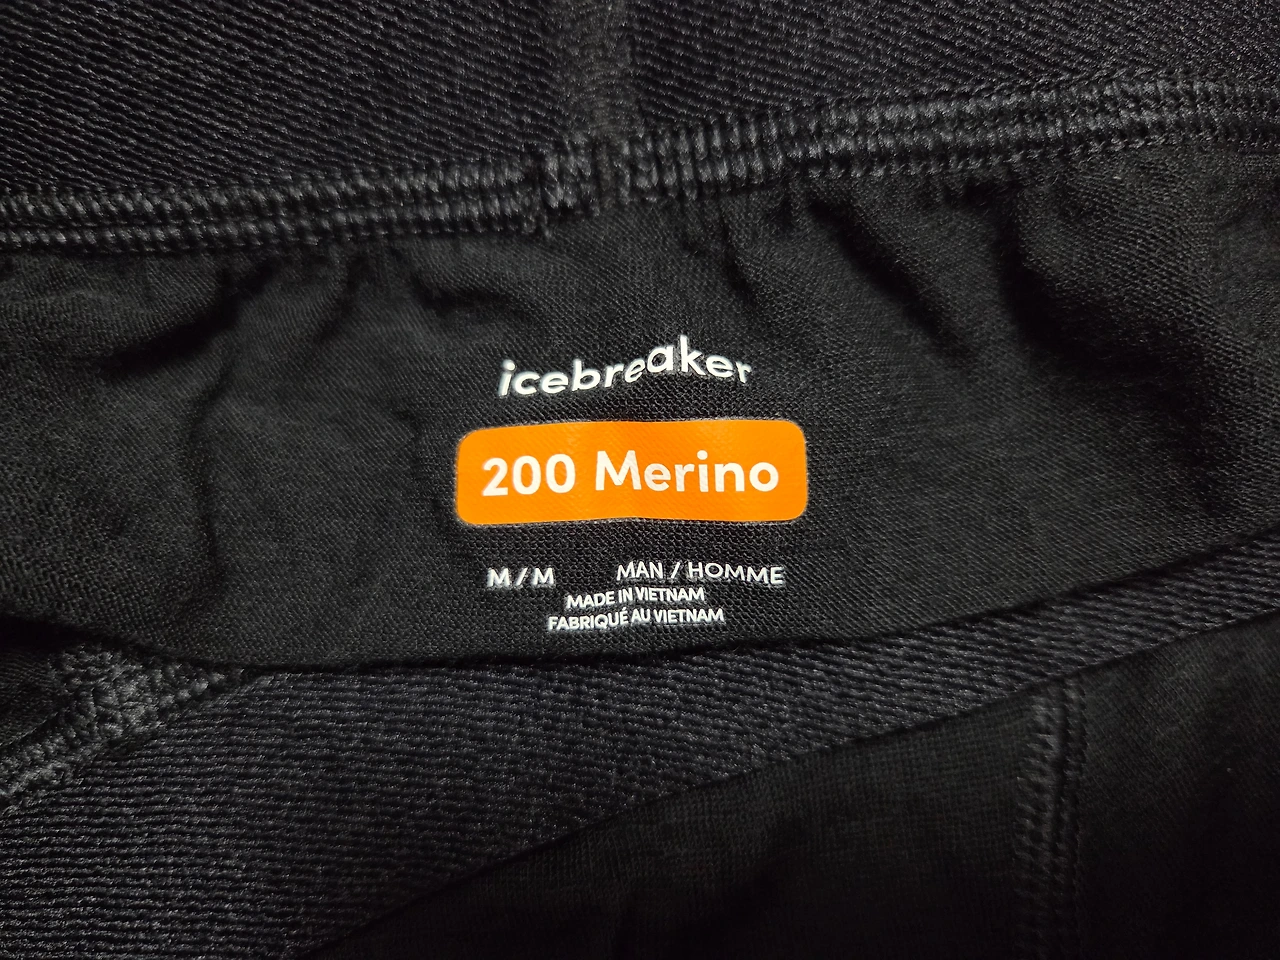 icebreaker
200 Merino
M / M MAN / HOMME
MADE IN VIETNAM
FABRIQUÉ AU VIETNAM